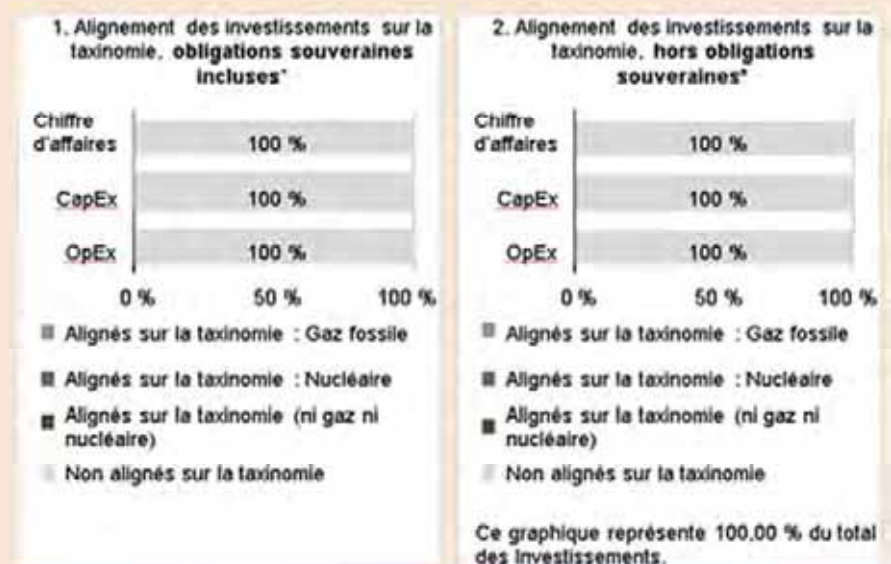 1. Alignement des investissements sur la
taxinomie, obligations souveraines
incluses*
Chiffre
d'affaires
100 %
CapEx
100 %
OpEx
100 %
0 % 50 % 100 %
Alignés sur la taxinomie : Gaz fossile
Alignés sur la taxinomie : Nucléaire
Alignés sur la taxinomie (ni gaz ni
nucléaire)
Non alignés sur la taxinomie
2. Alignement des investissements sur la
taxinomie, hors obligations
souveraines*
Chiffre
d'affaires
100 %
CapEx
100 %
OpEx
100 %
0 % 50 % 100 %
Alignés sur la taxinomie : Gaz fossile
Alignés sur la taxinomie : Nucléaire
Alignés sur la taxinomie (ni gaz ni
nucléaire)
Non alignés sur la taxinomie
Ce graphique représente 100,00 % du total
des Investissements.